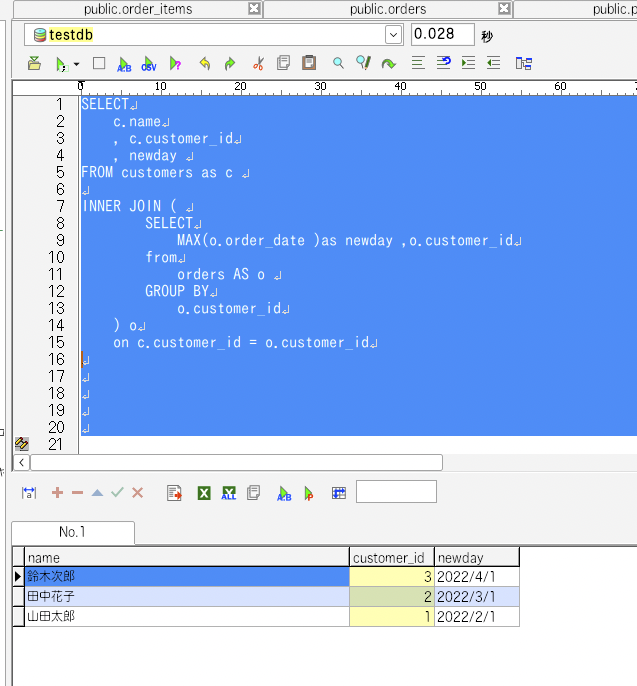 public.order_items
public.orders
public.p
testdb
0.028 秒
A:B
CSV
0 10 20 30 40 50 60
1 SELECT
2 c.name
3 , c.customer_id
4 , newday
5 FROM customers as c
6
7 INNER JOIN (
8 SELECT
9 MAX(o.order_date )as newday ,o.customer_id
10 from
11 orders AS o
12 GROUP BY
13 o.customer_id
14 ) o
15 on c.customer_id = o.customer_id
16
17
18
19
20
21
a
ALL
A:B
No.1
name customer_id newday
鈴木次郎 3 2022/4/1
田中花子 2 2022/3/1
山田太郎 1 2022/2/1